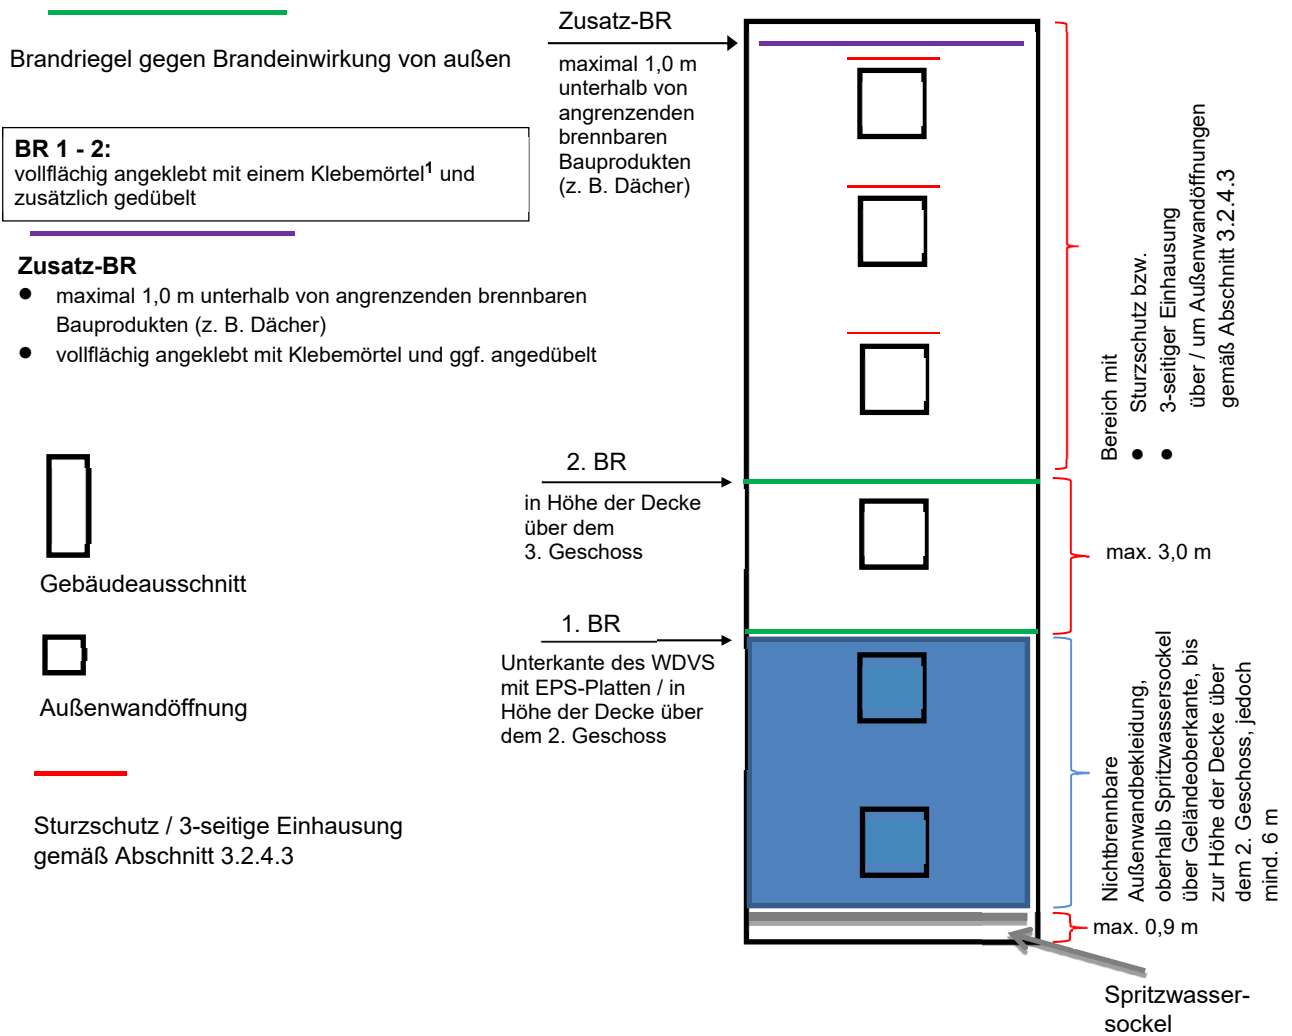 Brandriegel gegen Brandeinwirkung von außen
BR 1 - 2:
vollflächig angeklebt mit einem Klebemörtel¹ und
zusätzlich gedübelt
Zusatz-BR
● maximal 1,0 m unterhalb von angrenzenden brennbaren
Bauprodukten (z. B. Dächer)
● vollflächig angeklebt mit Klebemörtel und ggf. angedübelt
Gebäudeausschnitt
Außenwandöffnung
Sturzschutz / 3-seitige Einhausung
gemäß Abschnitt 3.2.4.3
Zusatz-BR
maximal 1,0 m
unterhalb von
angrenzenden
brennbaren
Bauprodukten
(z. B. Dächer)
2. BR
in Höhe der Decke
über dem
3. Geschoss
1. BR
Unterkante des WDVS
mit EPS-Platten / in
Höhe der Decke über
dem 2. Geschoss
Bereich mit
● Sturzschutz bzw.
● 3-seitiger Einhausung
über / um Außenwandöffnungen
gemäß Abschnitt 3.2.4.3
max. 3,0 m
Nichtbrennbare
Außenwandbekleidung,
oberhalb Spritzwassersockel
über Geländeoberkante, bis
zur Höhe der Decke über
dem 2. Geschoss, jedoch
mind. 6 m
max. 0,9 m
Spritzwasser-
sockel